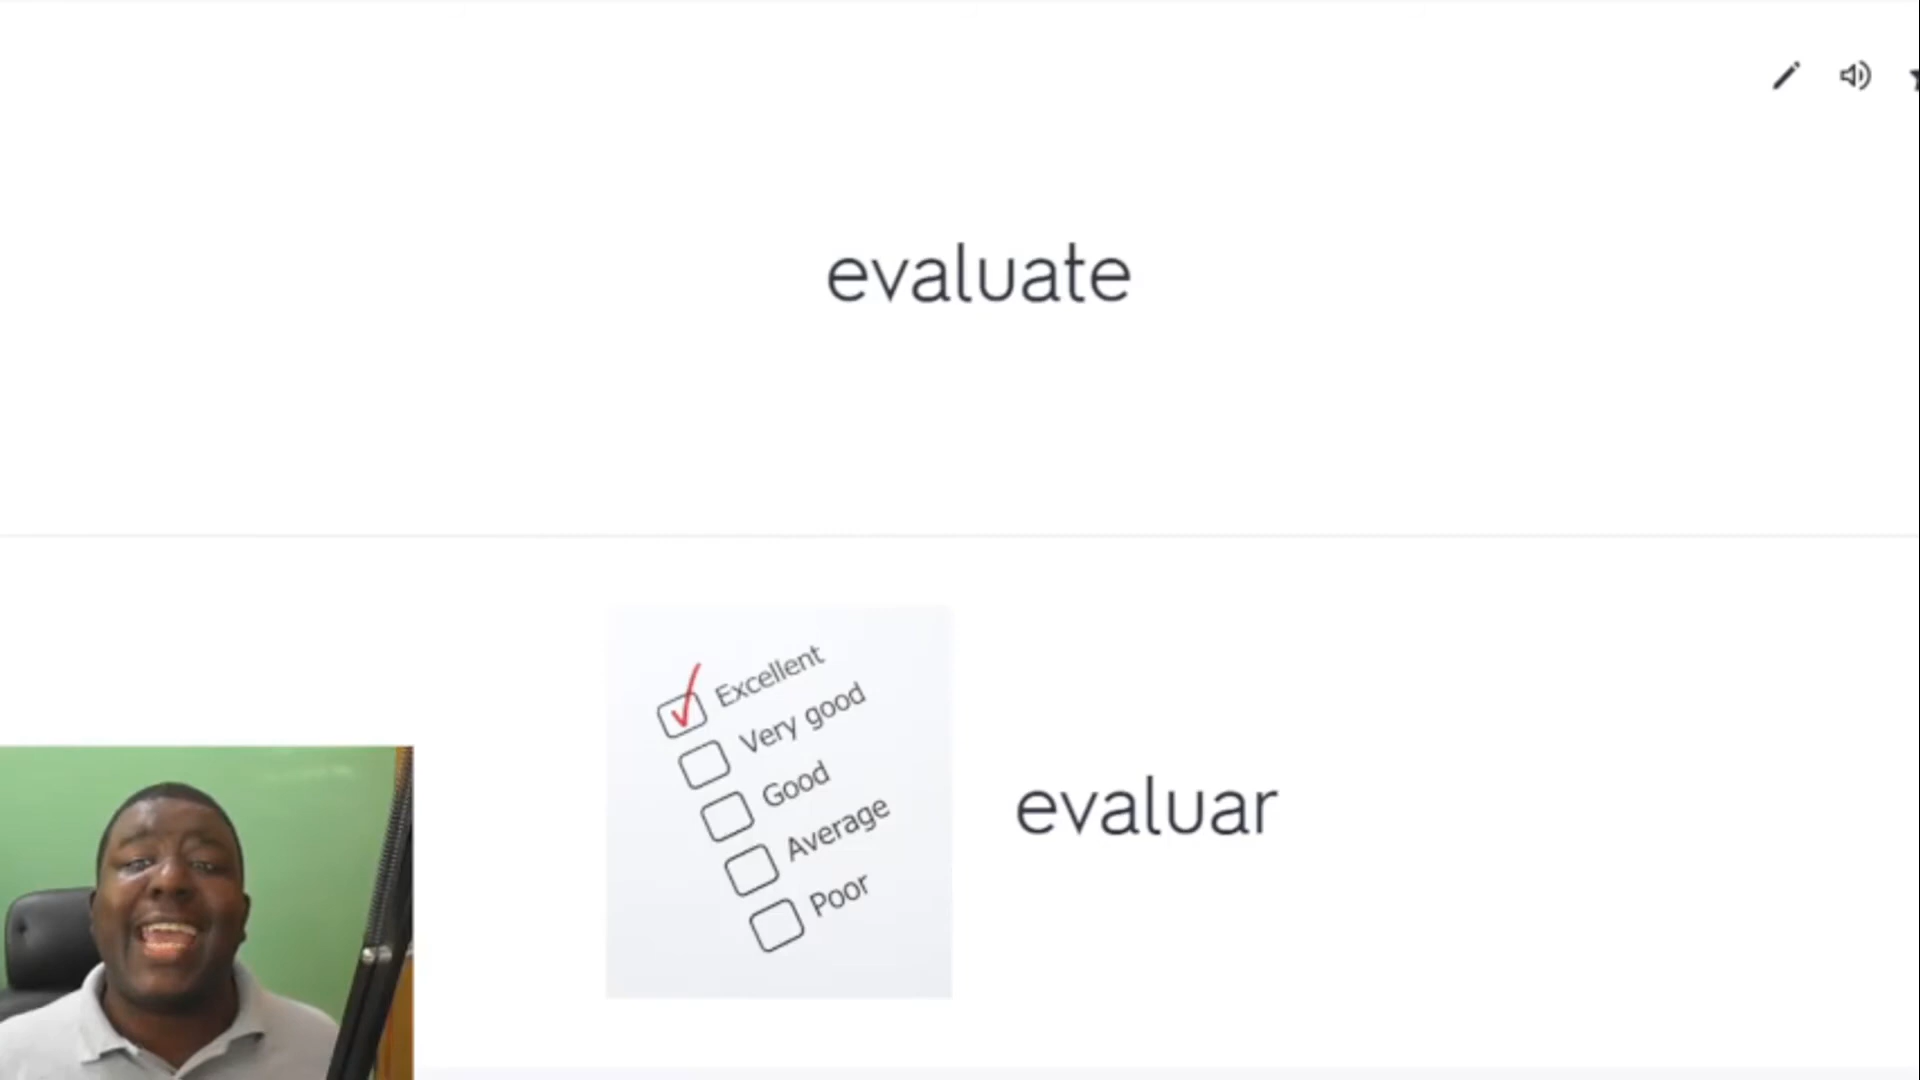 evaluate
Excellent
Very good
Good
Average
Poor
evaluar